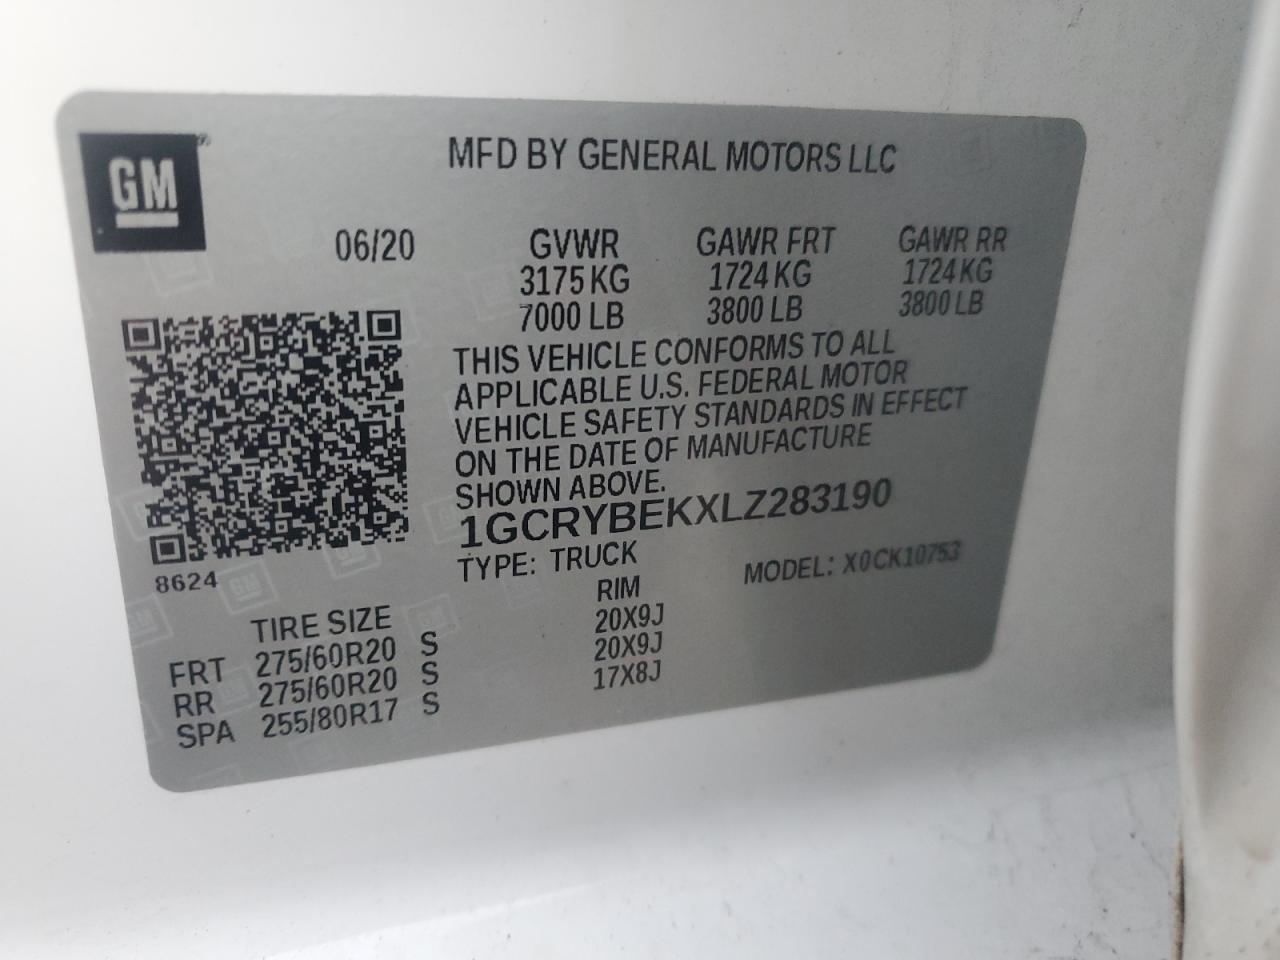 GM
MFD BY GENERAL MOTORS LLC
06/20 GVWR GAWR FRT GAWR RR
3175 KG 1724 KG 1724 KG
7000 LB 3800 LB 3800 LB
THIS VEHICLE CONFORMS TO ALL
APPLICABLE U.S. FEDERAL MOTOR
VEHICLE SAFETY STANDARDS IN EFFECT
ON THE DATE OF MANUFACTURE
SHOWN ABOVE.
1GCRYBEKXLZ283190
TYPE: TRUCK MODEL: X0CK10753
8624
TIRE SIZE RIM
FRT 275/60R20 S 20X9J
RR 275/60R20 S 20X9J
SPA 255/80R17 S 17X8J